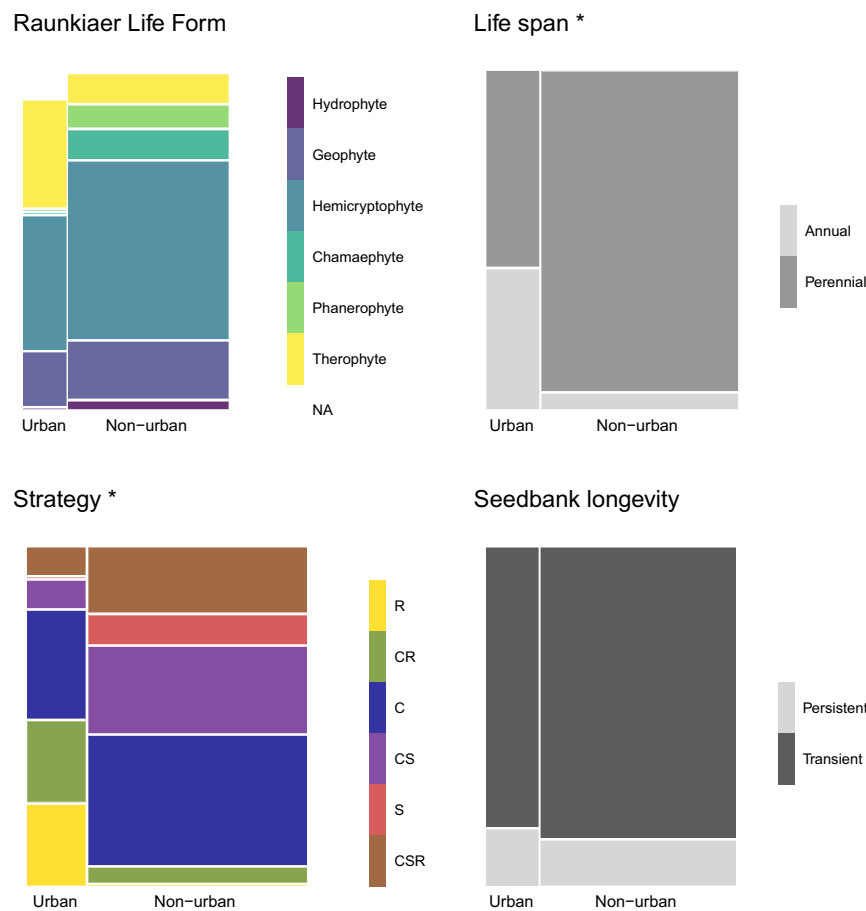 Raunkiaer Life Form
Hydrophyte
Geophyte
Hemicryptophyte
Chamaephyte
Phanerophyte
Therophyte
NA
Urban Non−urban
Life span *
Annual
Perennial
Urban Non−urban
Strategy *
R
CR
C
CS
S
CSR
Urban Non−urban
Seedbank longevity
Persistent
Transient
Urban Non−urban